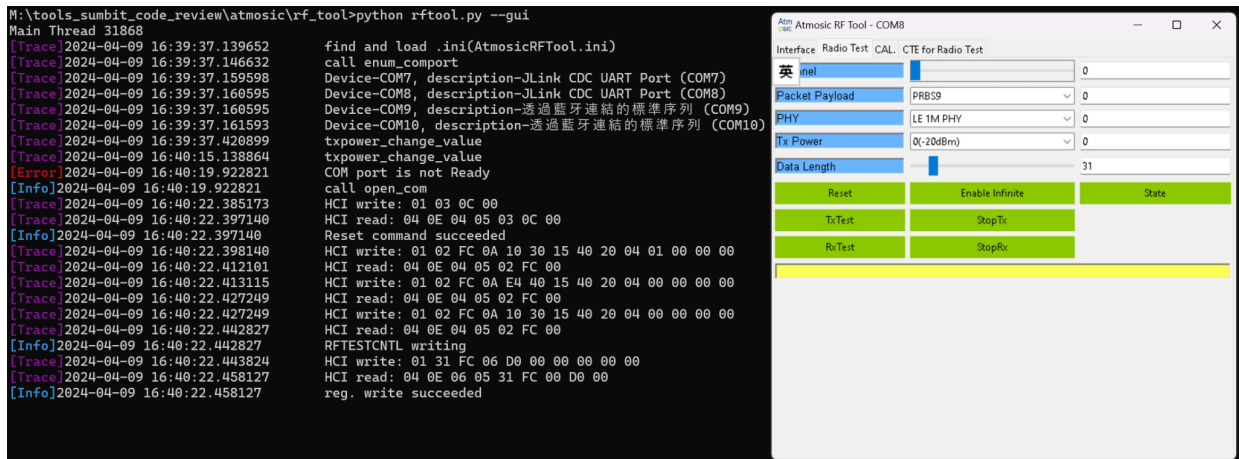 M:\tools_sumbit_code_review\atmosic\rf_tool>python rftool.py --gui
Main Thread 31868
[Trace]2024-04-09 16:39:37.139652 find and load .ini(AtmosicRFTool.ini)
[Trace]2024-04-09 16:39:37.146632 call enum_comport
[Trace]2024-04-09 16:39:37.159598 Device-COM7, description-JLink CDC UART Port (COM7)
[Trace]2024-04-09 16:39:37.160595 Device-COM8, description-JLink CDC UART Port (COM8)
[Trace]2024-04-09 16:39:37.160595 Device-COM9, description-透過藍牙連結的標準序列 (COM9)
[Trace]2024-04-09 16:39:37.161593 Device-COM10, description-透過藍牙連結的標準序列 (COM10)
[Trace]2024-04-09 16:39:37.420899 txpower_change_value
[Trace]2024-04-09 16:40:15.138864 txpower_change_value
[Error]2024-04-09 16:40:19.922821 COM port is not Ready
[Info]2024-04-09 16:40:19.922821 call open_com
[Trace]2024-04-09 16:40:22.385173 HCI write: 01 03 0C 00
[Trace]2024-04-09 16:40:22.397140 HCI read: 04 0E 04 05 03 0C 00
[Info]2024-04-09 16:40:22.397140 Reset command succeeded
[Trace]2024-04-09 16:40:22.398140 HCI write: 01 02 FC 0A 10 30 15 40 20 04 01 00 00 00
[Trace]2024-04-09 16:40:22.412101 HCI read: 04 0E 04 05 02 FC 00
[Trace]2024-04-09 16:40:22.413115 HCI write: 01 02 FC 0A E4 40 15 40 20 04 00 00 00 00
[Trace]2024-04-09 16:40:22.427249 HCI read: 04 0E 04 05 02 FC 00
[Trace]2024-04-09 16:40:22.427249 HCI write: 01 02 FC 0A 10 30 15 40 20 04 00 00 00 00
[Trace]2024-04-09 16:40:22.442827 HCI read: 04 0E 04 05 02 FC 00
[Info]2024-04-09 16:40:22.442827 RFTESTCNTL writing
[Trace]2024-04-09 16:40:22.443824 HCI write: 01 31 FC 06 D0 00 00 00 00 00
[Trace]2024-04-09 16:40:22.458127 HCI read: 04 0E 06 05 31 FC 00 D0 00
[Info]2024-04-09 16:40:22.458127 reg. write succeeded
Atmosic RF Tool - COM8
Interface Radio Test CAL. CTE for Radio Test
英 nnel 0
Packet Payload PRBS9 0
PHY LE 1M PHY 0
Tx Power 0(-20dBm) 0
Data Length 31
Reset Enable Infinite State
TxTest StopTx
RxTest StopRx